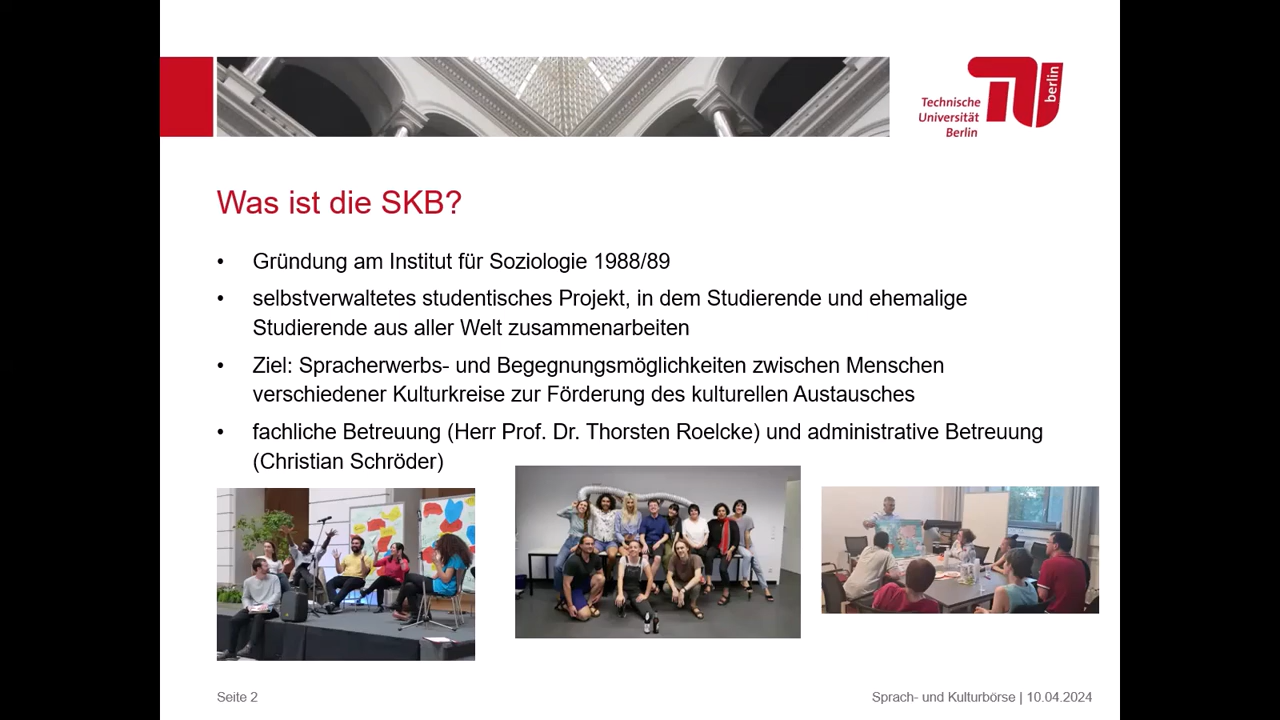 Technische
Universität
Berlin
berlin
Was ist die SKB?
• Gründung am Institut für Soziologie 1988/89
• selbstverwaltetes studentisches Projekt, in dem Studierende und ehemalige
Studierende aus aller Welt zusammenarbeiten
• Ziel: Spracherwerbs- und Begegnungsmöglichkeiten zwischen Menschen
verschiedener Kulturkreise zur Förderung des kulturellen Austausches
• fachliche Betreuung (Herr Prof. Dr. Thorsten Roelcke) und administrative Betreuung
(Christian Schröder)
Seite 2
Sprach- und Kulturbörse | 10.04.2024